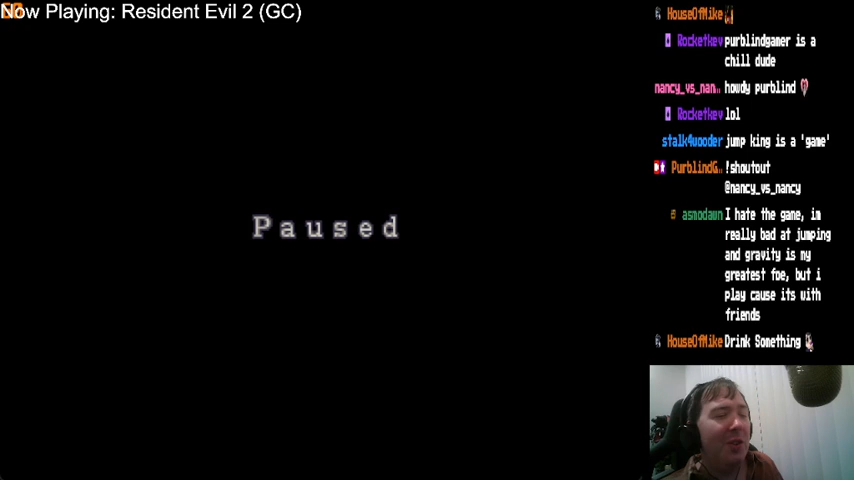 Now Playing: Resident Evil 2 (GC)
Paused
HouseOfMike
Rocketkev purblindgamer is a
chill dude
nancy_vs_nan.. howdy purblind
Rocketkev lol
stalk4wooder jump king is a 'game'
PurblindG.. !shoutout
@nancy_vs_nancy
asmodawn I hate the game, im
really bad at jumping
and gravity is my
greatest foe, but i
play cause its with
friends
HouseOfMike Drink Something